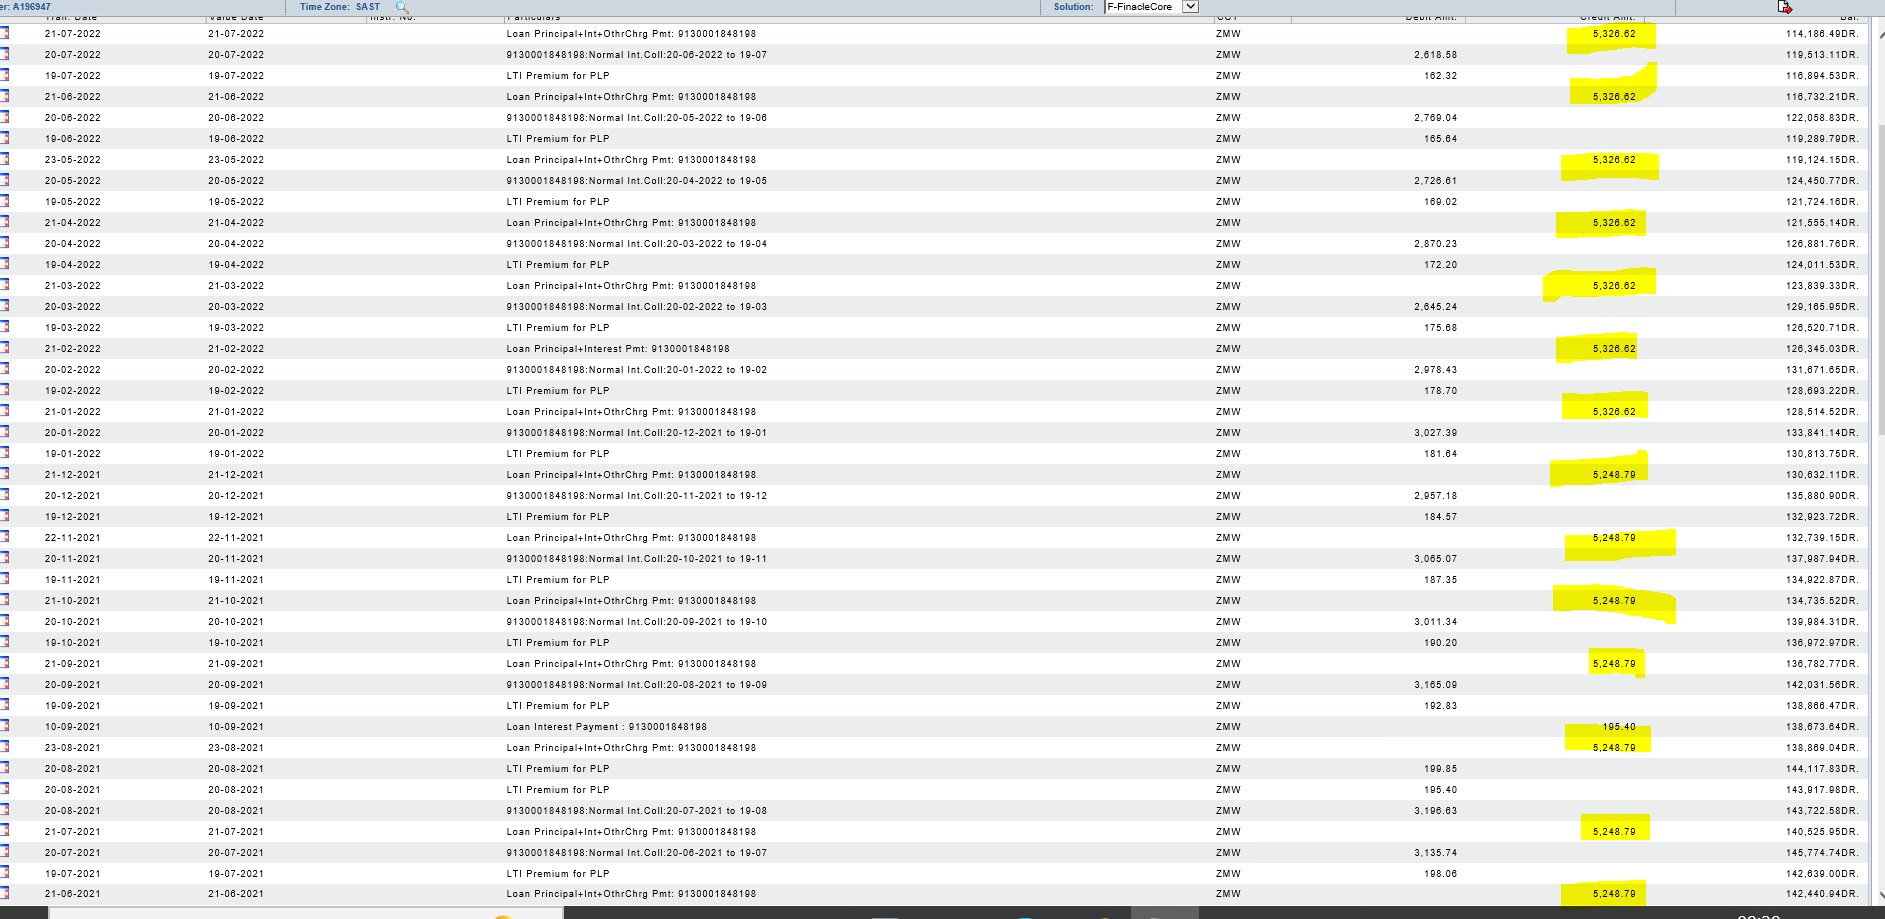 er: A196947 Time Zone: SAST Solution: F-FinacleCore
Tran. Date Value Date Instr. No. Particulars CCY Debit Amt. Credit Amt. Bal.
21-07-2022 21-07-2022 Loan Principal+Int+OthrChrg Pmt: 9130001848198 ZMW 5,326.62 114,186.49DR.
20-07-2022 20-07-2022 9130001848198:Normal Int.Coll:20-06-2022 to 19-07 ZMW 2,618.58 119,513.11DR.
19-07-2022 19-07-2022 LTI Premium for PLP ZMW 162.32 116,894.53DR.
21-06-2022 21-06-2022 Loan Principal+Int+OthrChrg Pmt: 9130001848198 ZMW 5,326.62 116,732.21DR.
20-06-2022 20-06-2022 9130001848198:Normal Int.Coll:20-05-2022 to 19-06 ZMW 2,769.04 122,058.83DR.
19-06-2022 19-06-2022 LTI Premium for PLP ZMW 165.64 119,289.79DR.
23-05-2022 23-05-2022 Loan Principal+Int+OthrChrg Pmt: 9130001848198 ZMW 5,326.62 119,124.15DR.
20-05-2022 20-05-2022 9130001848198:Normal Int.Coll:20-04-2022 to 19-05 ZMW 2,726.61 124,450.77DR.
19-05-2022 19-05-2022 LTI Premium for PLP ZMW 169.02 121,724.16DR.
21-04-2022 21-04-2022 Loan Principal+Int+OthrChrg Pmt: 9130001848198 ZMW 5,326.62 121,555.14DR.
20-04-2022 20-04-2022 9130001848198:Normal Int.Coll:20-03-2022 to 19-04 ZMW 2,870.23 126,881.76DR.
19-04-2022 19-04-2022 LTI Premium for PLP ZMW 172.20 124,011.53DR.
21-03-2022 21-03-2022 Loan Principal+Int+OthrChrg Pmt: 9130001848198 ZMW 5,326.62 123,839.33DR.
20-03-2022 20-03-2022 9130001848198:Normal Int.Coll:20-02-2022 to 19-03 ZMW 2,645.24 129,165.95DR.
19-03-2022 19-03-2022 LTI Premium for PLP ZMW 175.68 126,520.71DR.
21-02-2022 21-02-2022 Loan Principal+Interest Pmt: 9130001848198 ZMW 5,326.62 126,345.03DR.
20-02-2022 20-02-2022 9130001848198:Normal Int.Coll:20-01-2022 to 19-02 ZMW 2,978.43 131,671.65DR.
19-02-2022 19-02-2022 LTI Premium for PLP ZMW 178.70 128,693.22DR.
21-01-2022 21-01-2022 Loan Principal+Int+OthrChrg Pmt: 9130001848198 ZMW 5,326.62 128,514.52DR.
20-01-2022 20-01-2022 9130001848198:Normal Int.Coll:20-12-2021 to 19-01 ZMW 3,027.39 133,841.14DR.
19-01-2022 19-01-2022 LTI Premium for PLP ZMW 181.64 130,813.75DR.
21-12-2021 21-12-2021 Loan Principal+Int+OthrChrg Pmt: 9130001848198 ZMW 5,248.79 130,632.11DR.
20-12-2021 20-12-2021 9130001848198:Normal Int.Coll:20-11-2021 to 19-12 ZMW 2,957.18 135,880.90DR.
19-12-2021 19-12-2021 LTI Premium for PLP ZMW 184.57 132,923.72DR.
22-11-2021 22-11-2021 Loan Principal+Int+OthrChrg Pmt: 9130001848198 ZMW 5,248.79 132,739.15DR.
20-11-2021 20-11-2021 9130001848198:Normal Int.Coll:20-10-2021 to 19-11 ZMW 3,065.07 137,987.94DR.
19-11-2021 19-11-2021 LTI Premium for PLP ZMW 187.35 134,922.87DR.
21-10-2021 21-10-2021 Loan Principal+Int+OthrChrg Pmt: 9130001848198 ZMW 5,248.79 134,735.52DR.
20-10-2021 20-10-2021 9130001848198:Normal Int.Coll:20-09-2021 to 19-10 ZMW 3,011.34 139,984.31DR.
19-10-2021 19-10-2021 LTI Premium for PLP ZMW 190.20 136,972.97DR.
21-09-2021 21-09-2021 Loan Principal+Int+OthrChrg Pmt: 9130001848198 ZMW 5,248.79 136,782.77DR.
20-09-2021 20-09-2021 9130001848198:Normal Int.Coll:20-08-2021 to 19-09 ZMW 3,165.09 142,031.56DR.
19-09-2021 19-09-2021 LTI Premium for PLP ZMW 192.83 138,866.47DR.
10-09-2021 10-09-2021 Loan Interest Payment : 9130001848198 ZMW 195.40 138,673.64DR.
23-08-2021 23-08-2021 Loan Principal+Int+OthrChrg Pmt: 9130001848198 ZMW 5,248.79 138,869.04DR.
20-08-2021 20-08-2021 LTI Premium for PLP ZMW 199.85 144,117.83DR.
20-08-2021 20-08-2021 LTI Premium for PLP ZMW 195.40 143,917.98DR.
20-08-2021 20-08-2021 9130001848198:Normal Int.Coll:20-07-2021 to 19-08 ZMW 3,196.63 143,722.58DR.
21-07-2021 21-07-2021 Loan Principal+Int+OthrChrg Pmt: 9130001848198 ZMW 5,248.79 140,525.95DR.
20-07-2021 20-07-2021 9130001848198:Normal Int.Coll:20-06-2021 to 19-07 ZMW 3,135.74 145,774.74DR.
19-07-2021 19-07-2021 LTI Premium for PLP ZMW 198.06 142,639.00DR.
21-06-2021 21-06-2021 Loan Principal+Int+OthrChrg Pmt: 9130001848198 ZMW 5,248.79 142,440.94DR.